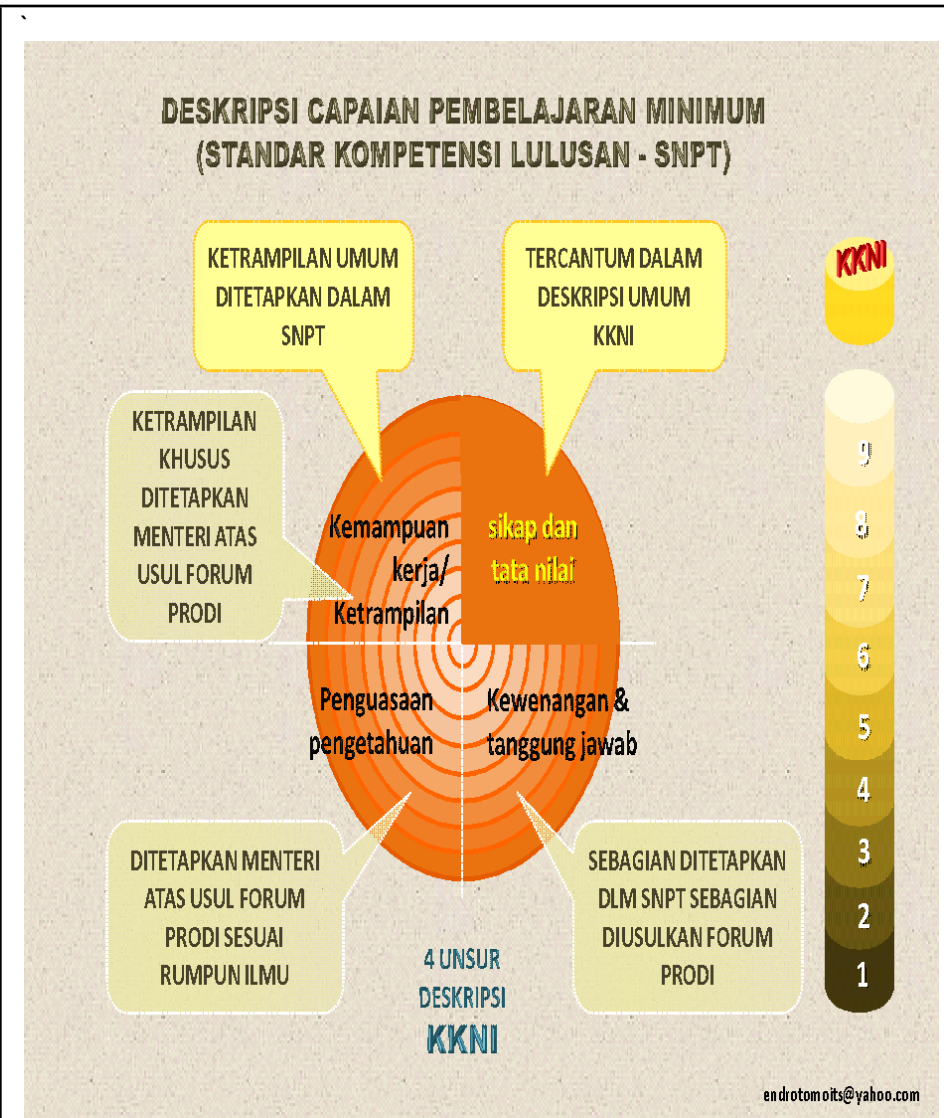 `
DESKRIPSI CAPAIAN PEMBELAJARAN MINIMUM
(STANDAR KOMPETENSI LULUSAN - SNPT)
KETRAMPILAN UMUM
DITETAPKAN DALAM
SNPT
TERCANTUM DALAM
DESKRIPSI UMUM
KKNI
KKNI
KETRAMPILAN
KHUSUS
DITETAPKAN
MENTERI ATAS
USUL FORUM
PRODI
Kemampuan
kerja/
Ketrampilan
sikap dan
tata nilai
Penguasaan
pengetahuan
Kewenangan &
tanggung jawab
9
8
7
6
5
4
3
2
1
DITETAPKAN MENTERI
ATAS USUL FORUM
PRODI SESUAI
RUMPUN ILMU
SEBAGIAN DITETAPKAN
DLM SNPT SEBAGIAN
DIUSULKAN FORUM
PRODI
4 UNSUR
DESKRIPSI
KKNI
endrotomoits@yahoo.com